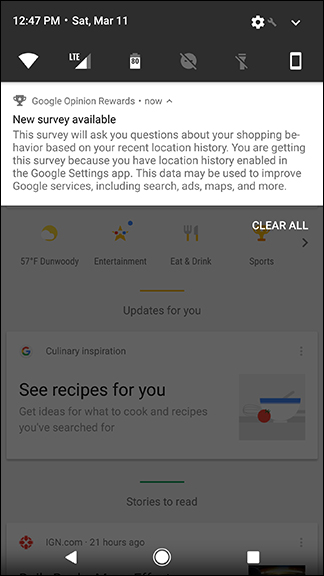 12:47 PM • Sat, Mar 11
LTE
80
Google Opinion Rewards • now
New survey available
This survey will ask you questions about your shopping be-
havior based on your recent location history. You are getting
this survey because you have location history enabled in
the Google Settings app. This data may be used to improve
Google services, including search, ads, maps, and more.
CLEAR ALL
57°F Dunwoody
Entertainment
Eat & Drink
Sports
Updates for you
G
Culinary inspiration
See recipes for you
Get ideas for what to cook and recipes
you've searched for
Stories to read
IGN.com • 21 hours ago